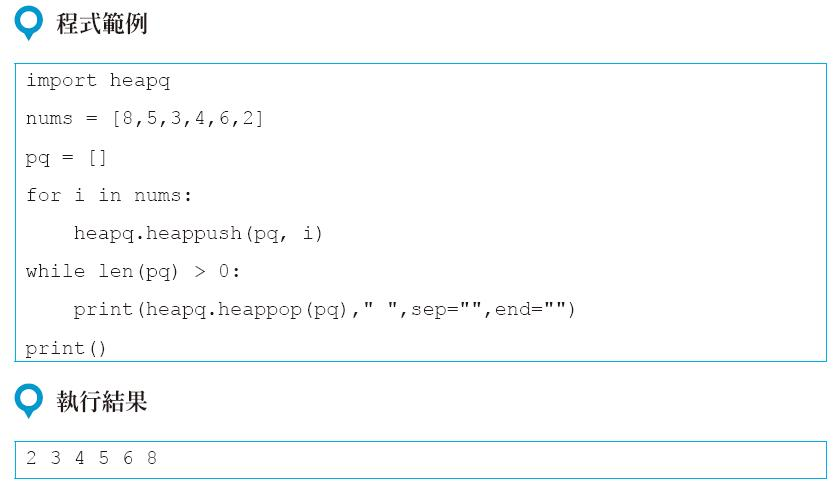 程式範例
import heapq
nums = [8,5,3,4,6,2]
pq = []
for i in nums:
    heapq.heappush(pq, i)
while len(pq) > 0:
    print(heapq.heappop(pq)," ",sep="",end="")
print()
執行結果
2 3 4 5 6 8